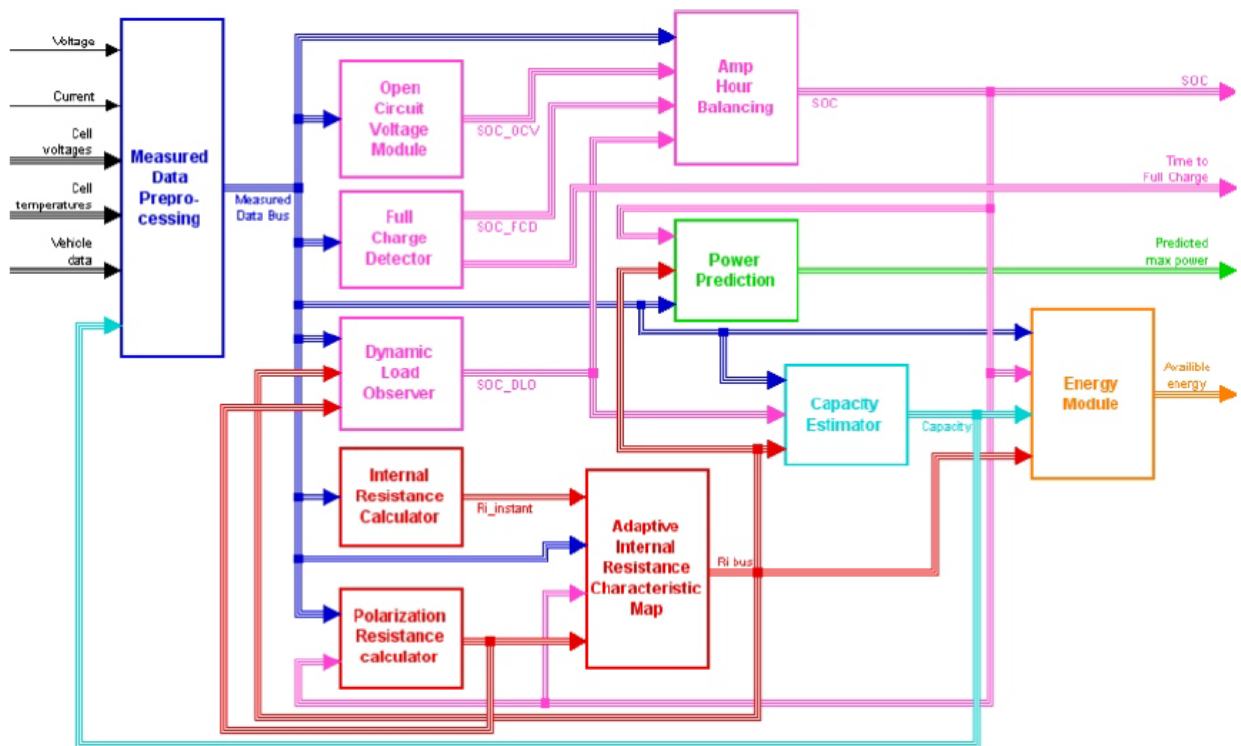 Voltage
Current
Cell
voltages
Cell
temperatures
Vehicle
data
Measured
Data
Prepro-
cessing
Measured
Data Bus
Open
Circuit
Voltage
Module
SOC_OCV
Full
Charge
Detector
SOC_FCD
Dynamic
Load
Observer
SOC_DLO
Internal
Resistance
Calculator
Ri_instant
Polarization
Resistance
calculator
Adaptive
Internal
Resistance
Characteristic
Map
Ri bus
Amp
Hour
Balancing
SOC
SOC
Time to
Full Charge
Power
Prediction
Predicted
max power
Capacity
Estimator
Capacity
Energy
Module
Availible
energy